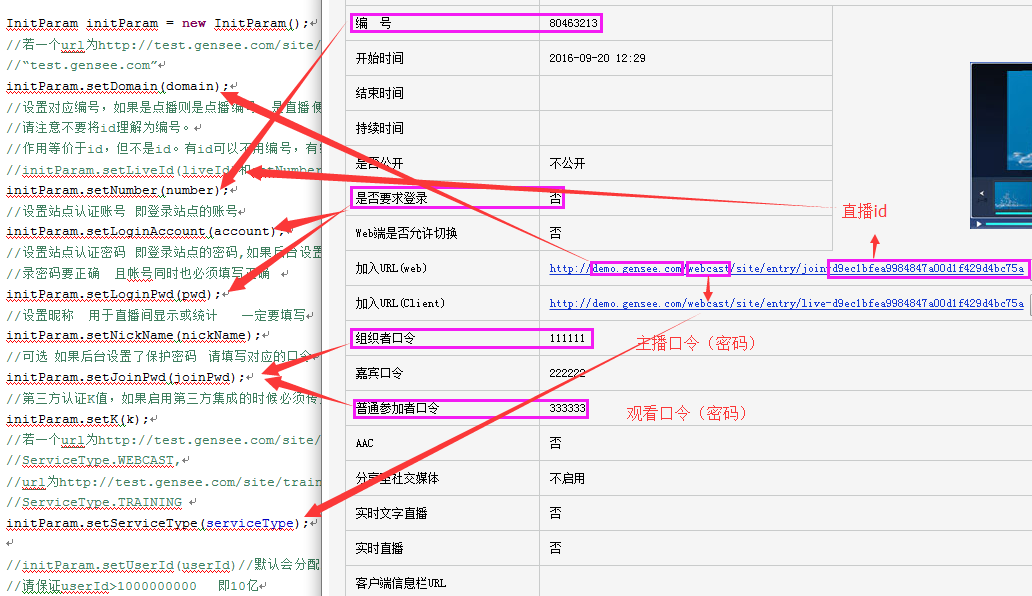 InitParam initParam = new InitParam();
//若一个url为http://test.gensee.com/site/
//“test.gensee.com”
initParam.setDomain(domain);
//设置对应编号,如果是点播则是点播编号,是直播便
//请注意不要将id理解为编号。
//作用等价于id,但不是id。有id可以不用编号,有
//initParam.setLiveId(liveId)和setNumber
initParam.setNumber(number);
//设置站点认证账号 即登录站点的账号
initParam.setLoginAccount(account);
//设置站点认证密码 即登录站点的密码,如果后台设置
//录密码要正确 且帐号同时也必须填写正确
initParam.setLoginPwd(pwd);
//设置昵称 用于直播间显示或统计 一定要填写
initParam.setNickName(nickName);
//可选 如果后台设置了保护密码 请填写对应的口令
initParam.setJoinPwd(joinPwd);
//第三方认证K值,如果启用第三方集成的时候必须传
initParam.setK(k);
//若一个url为http://test.gensee.com/site/
//ServiceType.WEBCAST,
//url为http://test.gensee.com/site/train
//ServiceType.TRAINING
initParam.setServiceType(serviceType);
//initParam.setUserId(userId)//默认会分配
//请保证userId>1000000000 即10亿
编 号 80463213
开始时间 2016-09-20 12:29
结束时间
持续时间
是否公开 不公开
是否要求登录 否
直播id
Web端是否允许切换 否
加入URL(web) http://demo.gensee.com/webcast/site/entry/join-d9ec1bfea9984847a00d1f429d4bc75a
加入URL(Client) http://demo.gensee.com/webcast/site/entry/live-d9ec1bfea9984847a00d1f429d4bc75a
组织者口令 111111 主播口令(密码)
嘉宾口令 222222
普通参加者口令 333333 观看口令(密码)
AAC 否
分享至社交媒体 不启用
实时文字直播 否
实时直播 否
客户端信息栏URL